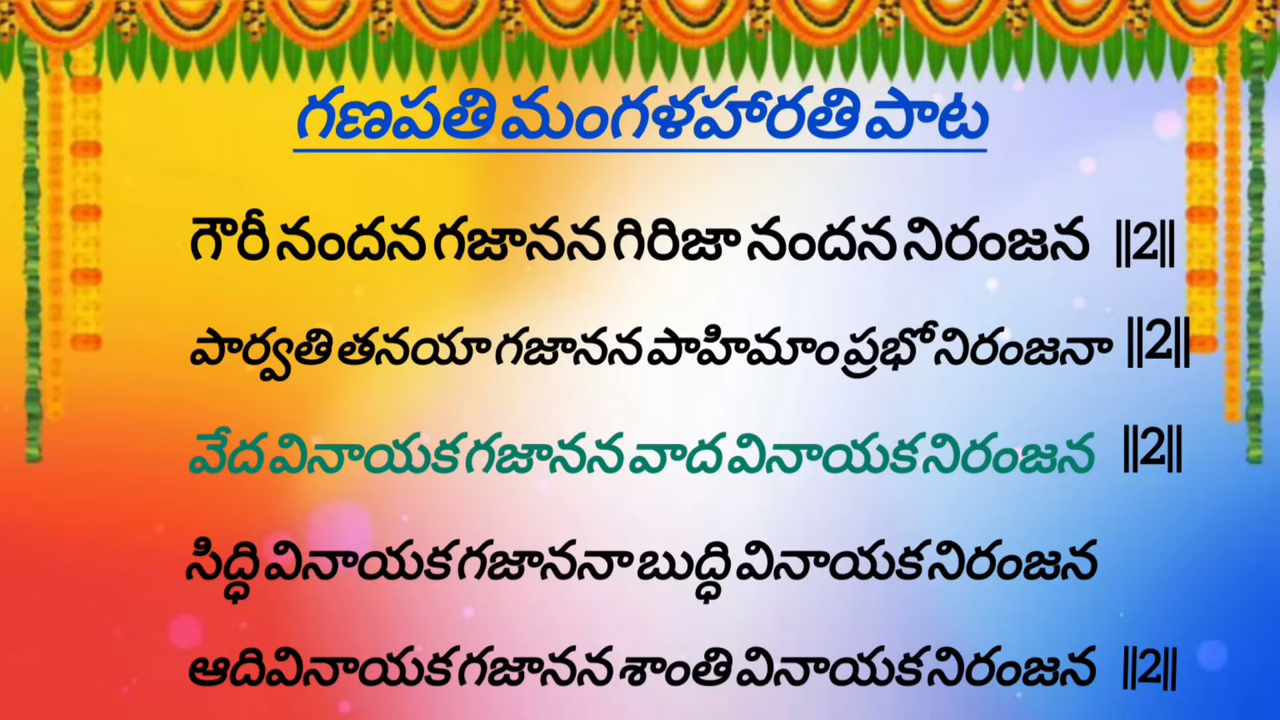 గణపతి మంగళహారతి పాట
గౌరీ నందన గజానన గిరిజా నందన నిరంజన ||2||
పార్వతి తనయా గజానన పాహిమాం ప్రభో నిరంజనా ||2||
వేద వినాయక గజానన వాద వినాయక నిరంజన ||2||
సిద్ధి వినాయక గజాననా బుద్ధి వినాయక నిరంజన
ఆదివినాయక గజానన శాంతి వినాయక నిరంజన ||2||